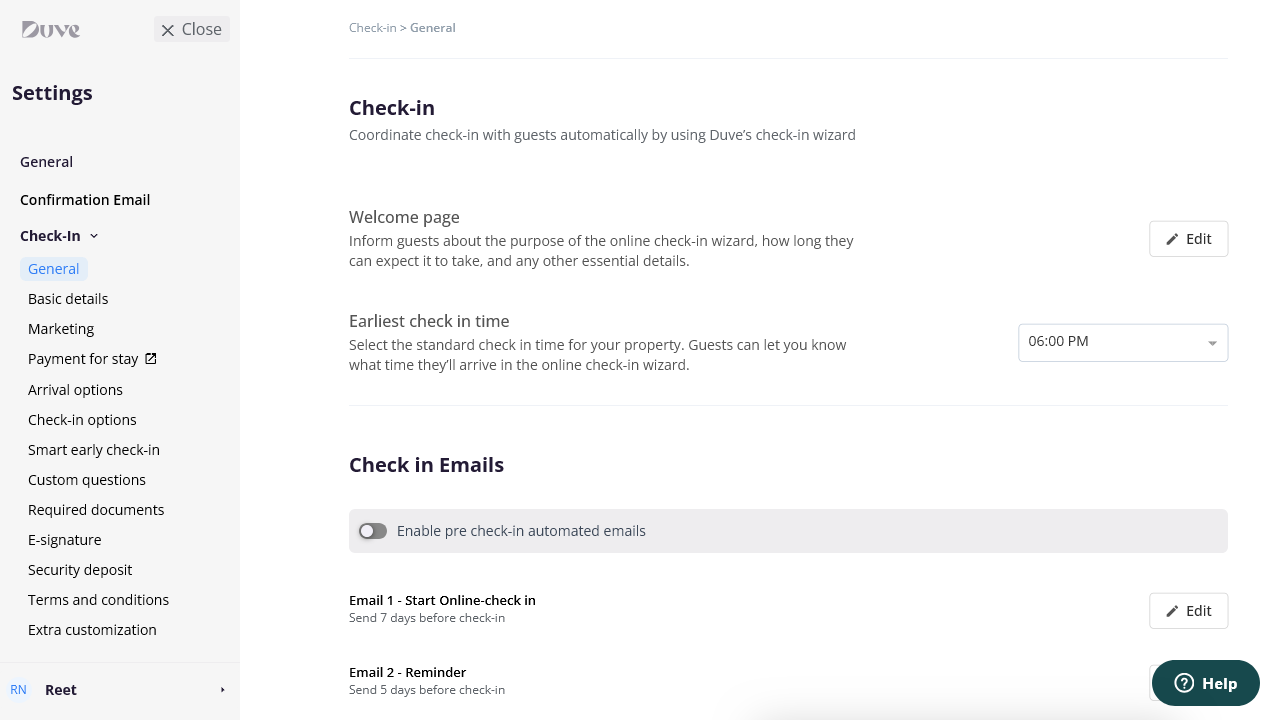 Duve
Close
Settings
General
Confirmation Email
Check-In
General
Basic details
Marketing
Payment for stay
Arrival options
Check-in options
Smart early check-in
Custom questions
Required documents
E-signature
Security deposit
Terms and conditions
Extra customization
RN
Reet
Check-in > General
Check-in
Coordinate check-in with guests automatically by using Duve’s check-in wizard
Welcome page
Inform guests about the purpose of the online check-in wizard, how long they
can expect it to take, and any other essential details.
Edit
Earliest check in time
Select the standard check in time for your property. Guests can let you know
what time they’ll arrive in the online check-in wizard.
06:00 PM
Check in Emails
Enable pre check-in automated emails
Email 1 - Start Online-check in
Send 7 days before check-in
Edit
Email 2 - Reminder
Send 5 days before check-in
Help